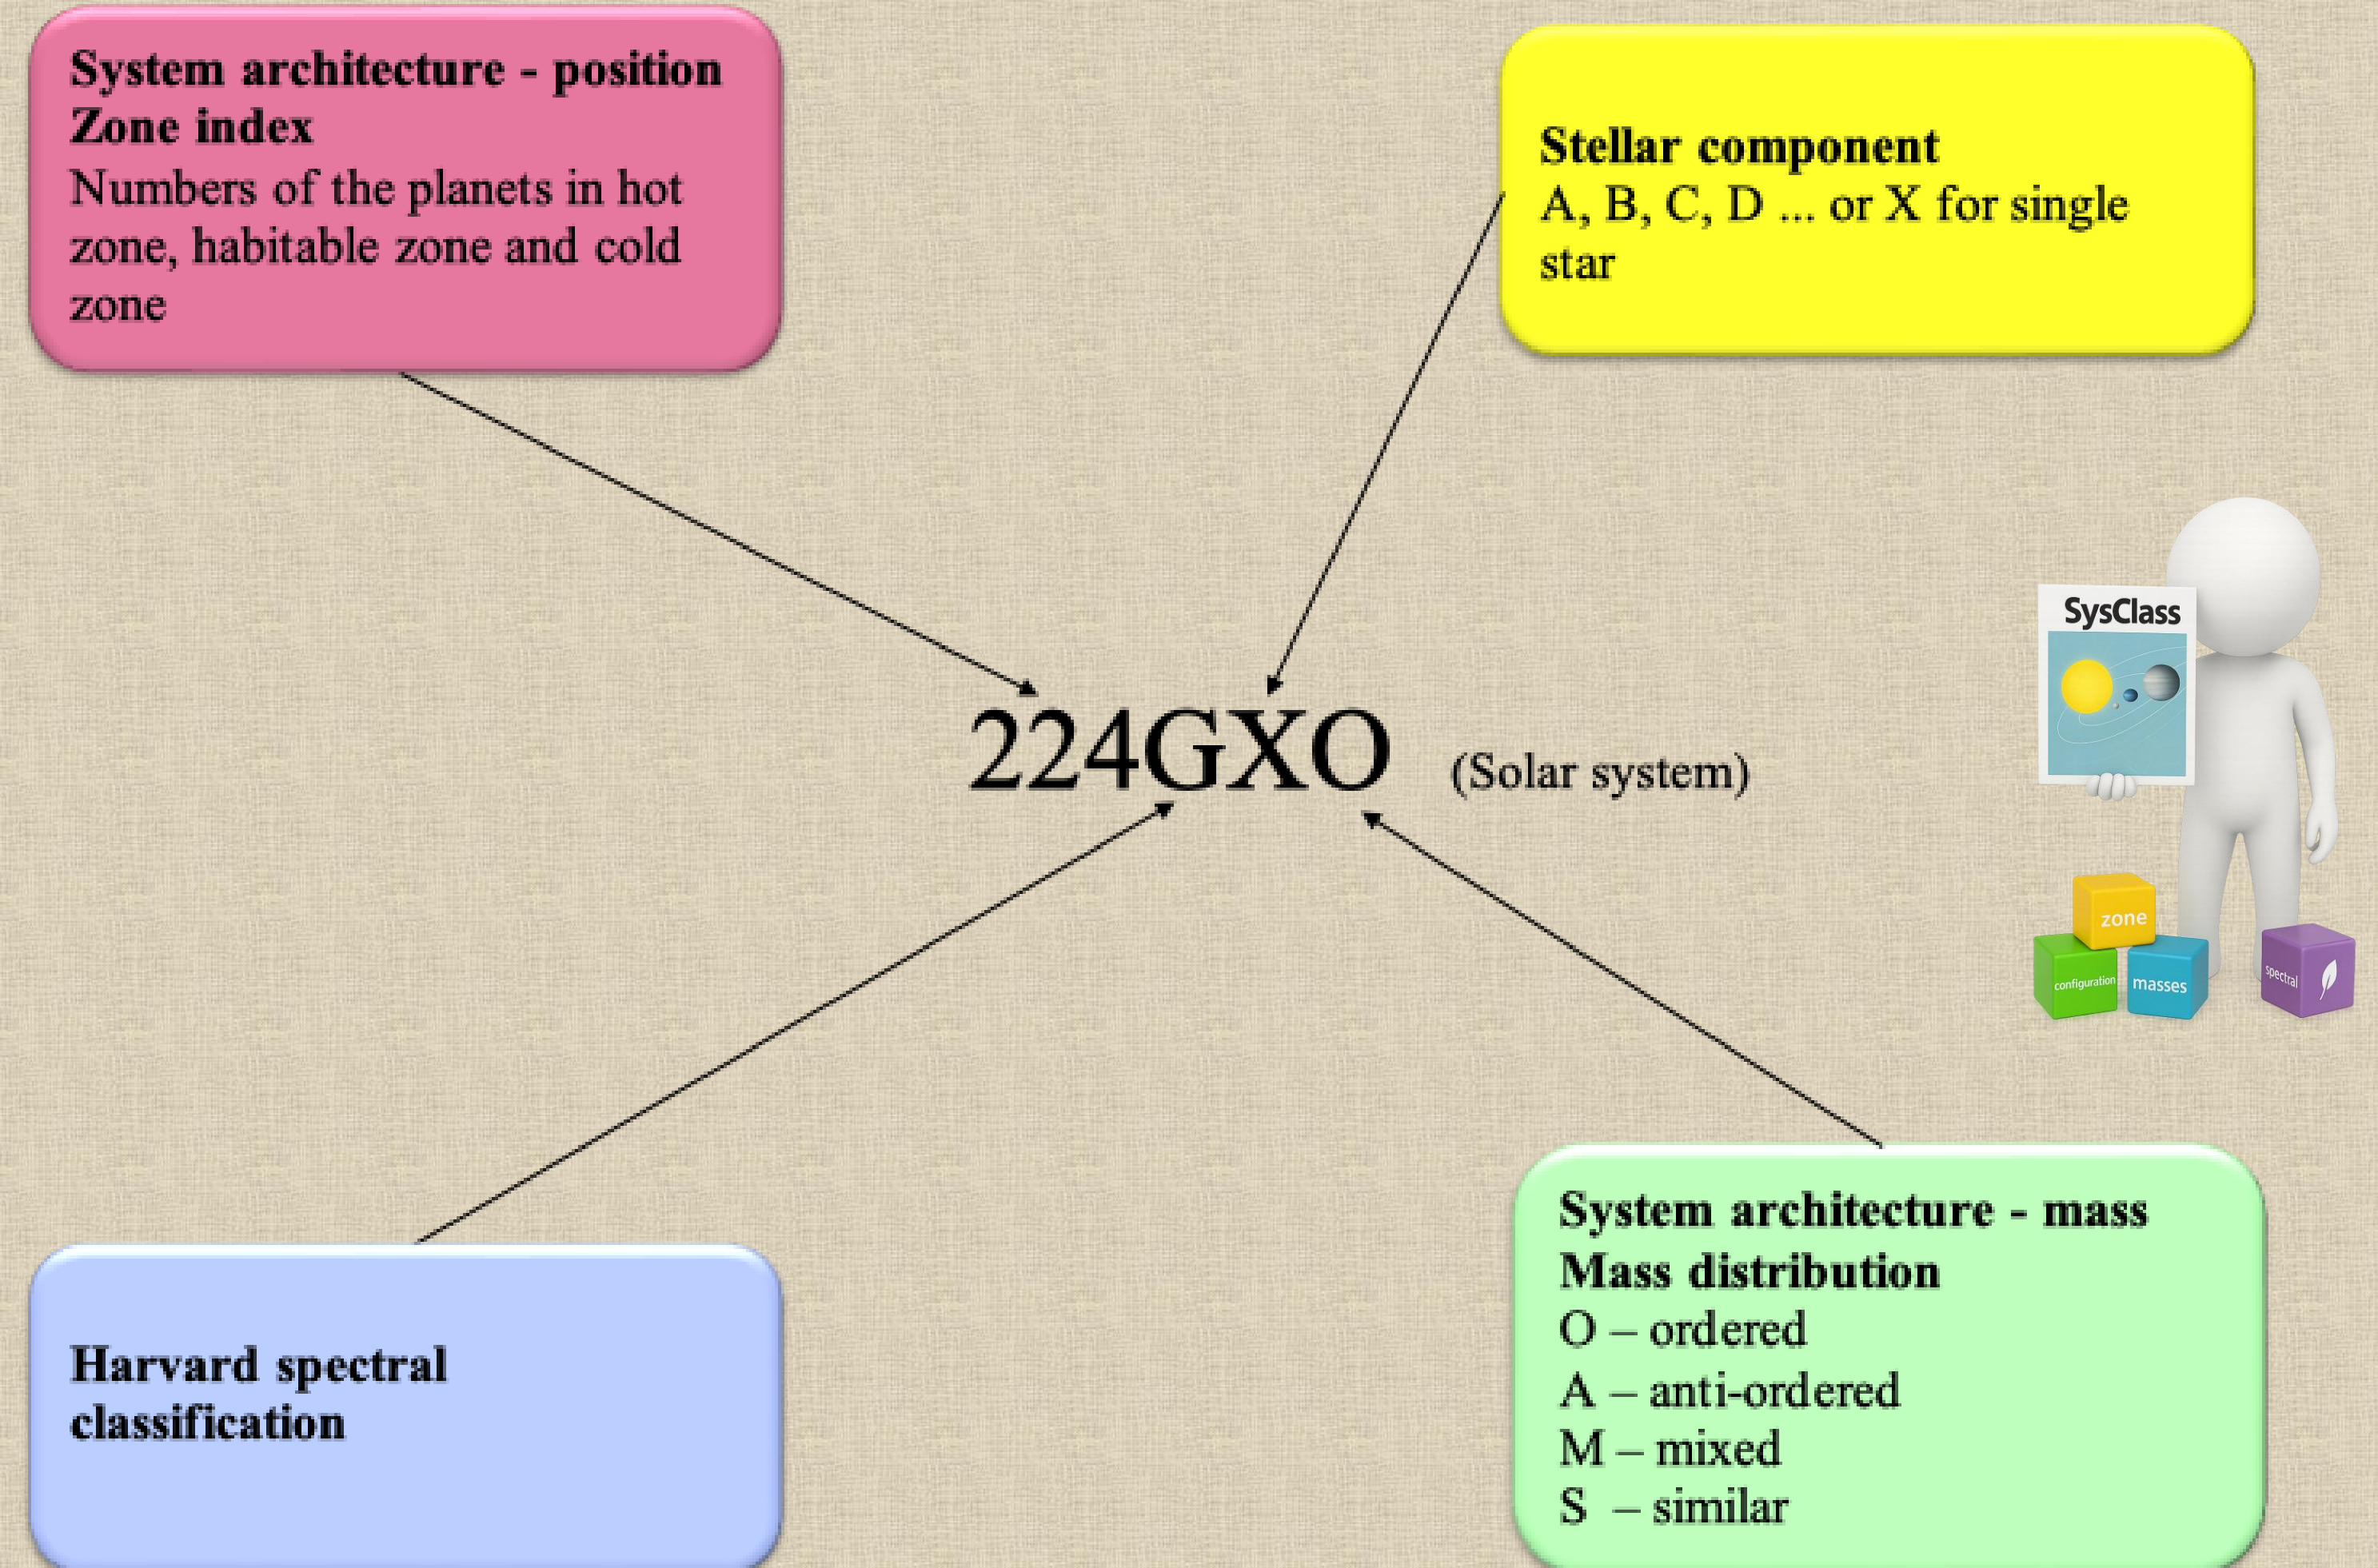 System architecture - position
Zone index
Numbers of the planets in hot
zone, habitable zone and cold
zone
Stellar component
A, B, C, D ... or X for single
star
224GXO (Solar system)
SysClass
zone
configuration
masses
spectral
Harvard spectral
classification
System architecture - mass
Mass distribution
O – ordered
A – anti-ordered
M – mixed
S – similar